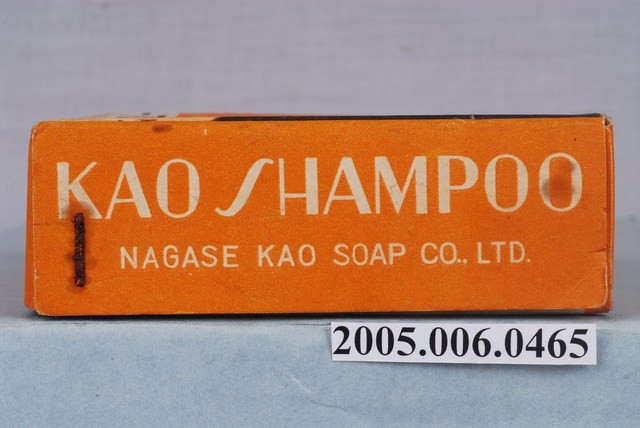 KAO SHAMPOO
NAGASE KAO SOAP CO., LTD.
2005.006.0465